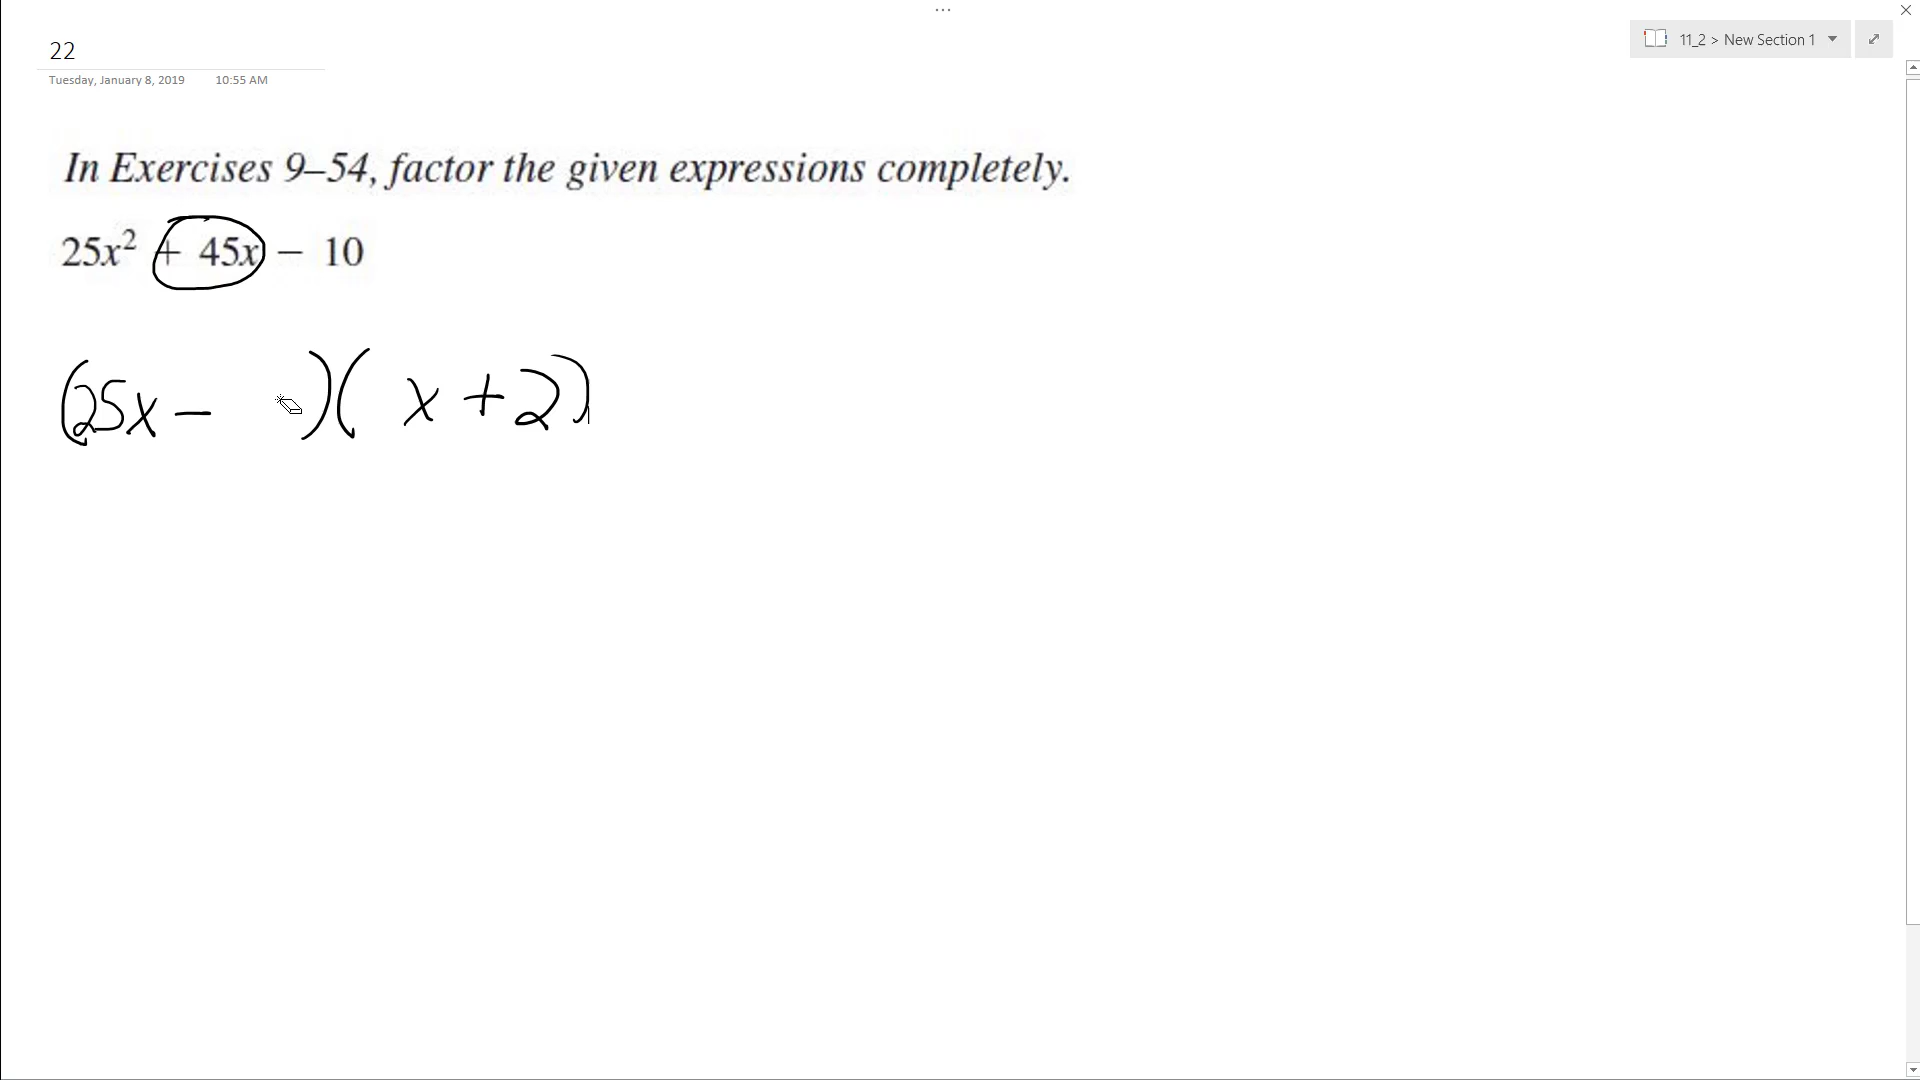 ...
22
11_2 > New Section 1
Tuesday, January 8, 2019 10:55 AM
In Exercises 9–54, factor the given expressions completely.
25x² + 45x − 10
(25x − )( x + 2)